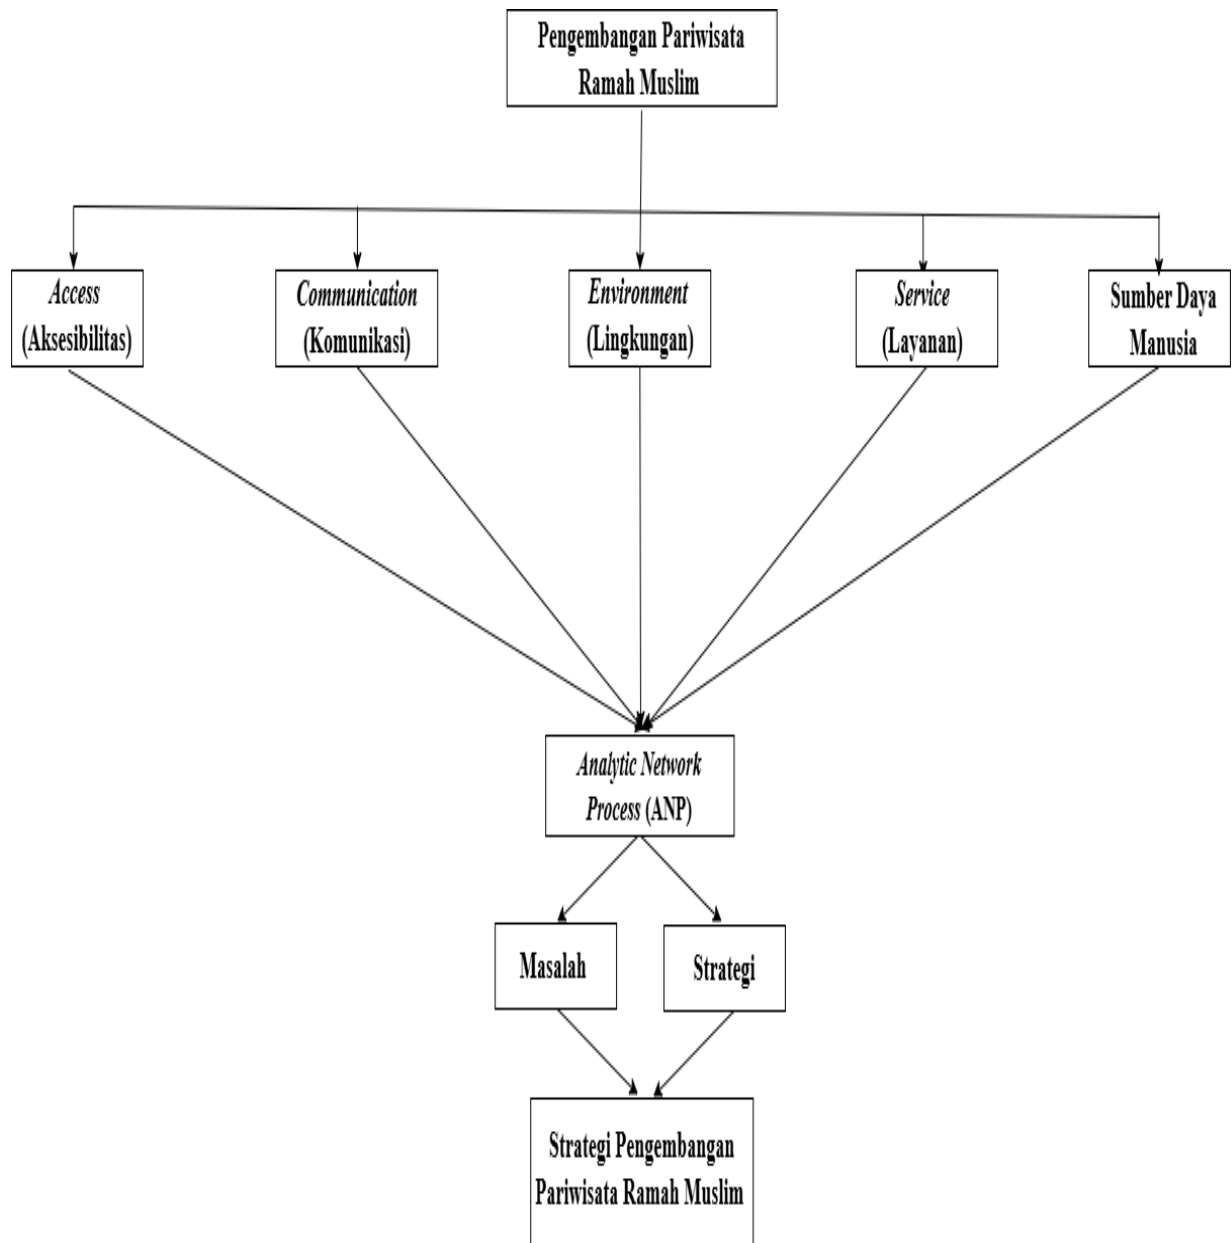 Pengembangan Pariwisata
Ramah Muslim
Access
(Aksesibilitas)
Communication
(Komunikasi)
Environment
(Lingkungan)
Service
(Layanan)
Sumber Daya
Manusia
Analytic Network
Process (ANP)
Masalah
Strategi
Strategi Pengembangan
Pariwisata Ramah Muslim